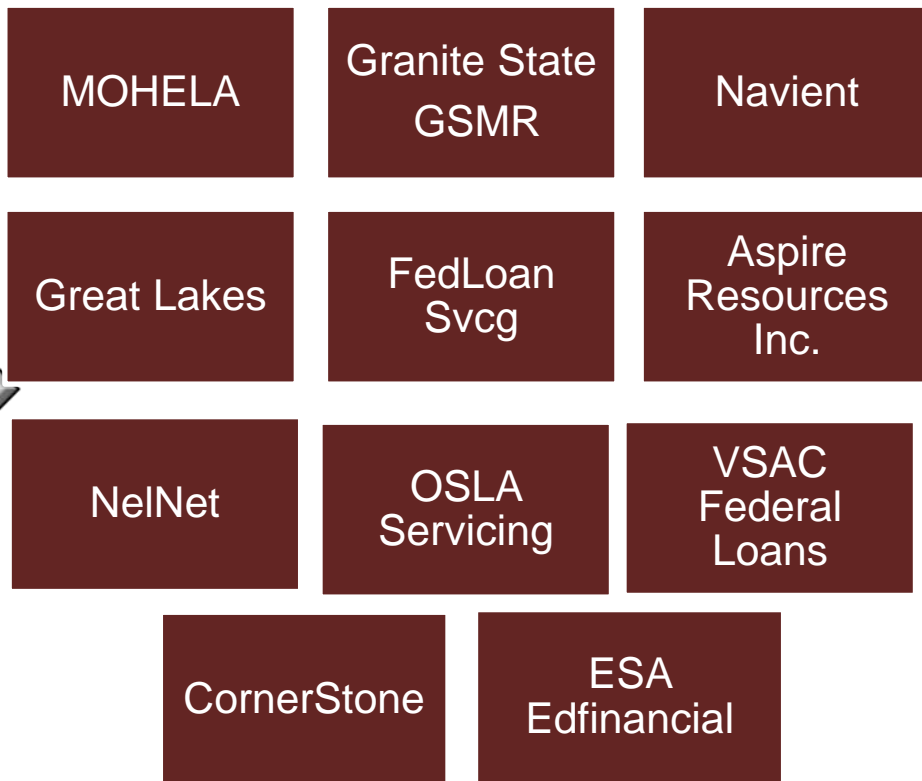 MOHELA
Granite State
GSMR
Navient
Great Lakes
FedLoan
Svcg
Aspire
Resources
Inc.
NelNet
OSLA
Servicing
VSAC
Federal
Loans
CornerStone
ESA
Edfinancial